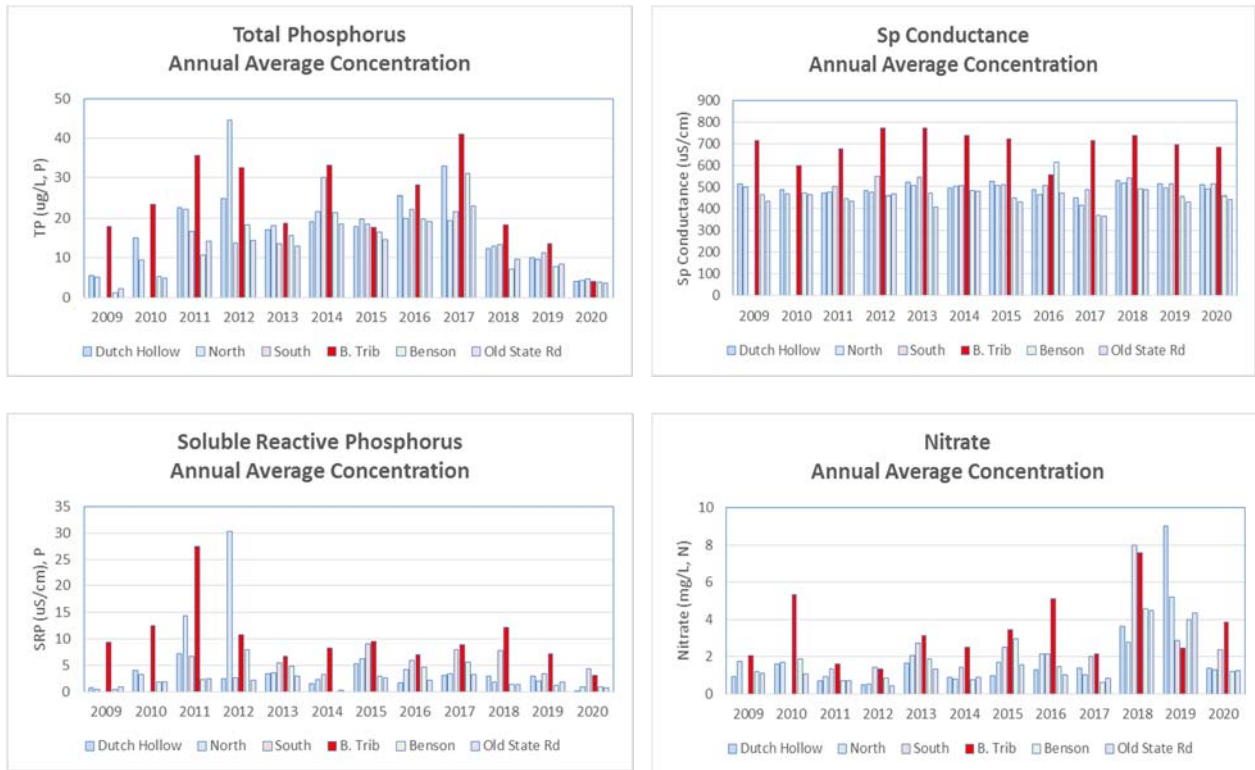 Total Phosphorus
Annual Average Concentration
TP (ug/L, P)
50
40
30
20
10
0
2009 2010 2011 2012 2013 2014 2015 2016 2017 2018 2019 2020
Dutch Hollow North South B. Trib Benson Old State Rd
Sp Conductance
Annual Average Concentration
Sp Conductance (uS/cm)
900
800
700
600
500
400
300
200
100
0
2009 2010 2011 2012 2013 2014 2015 2016 2017 2018 2019 2020
Dutch Hollow North South B. Trib Benson Old State Rd
Soluble Reactive Phosphorus
Annual Average Concentration
SRP (uS/cm), P
35
30
25
20
15
10
5
0
2009 2010 2011 2012 2013 2014 2015 2016 2017 2018 2019 2020
Dutch Hollow North South B. Trib Benson Old State Rd
Nitrate
Annual Average Concentration
Nitrate (mg/L, N)
10
8
6
4
2
0
2009 2010 2011 2012 2013 2014 2015 2016 2017 2018 2019 2020
Dutch Hollow North South B. Trib Benson Old State Rd